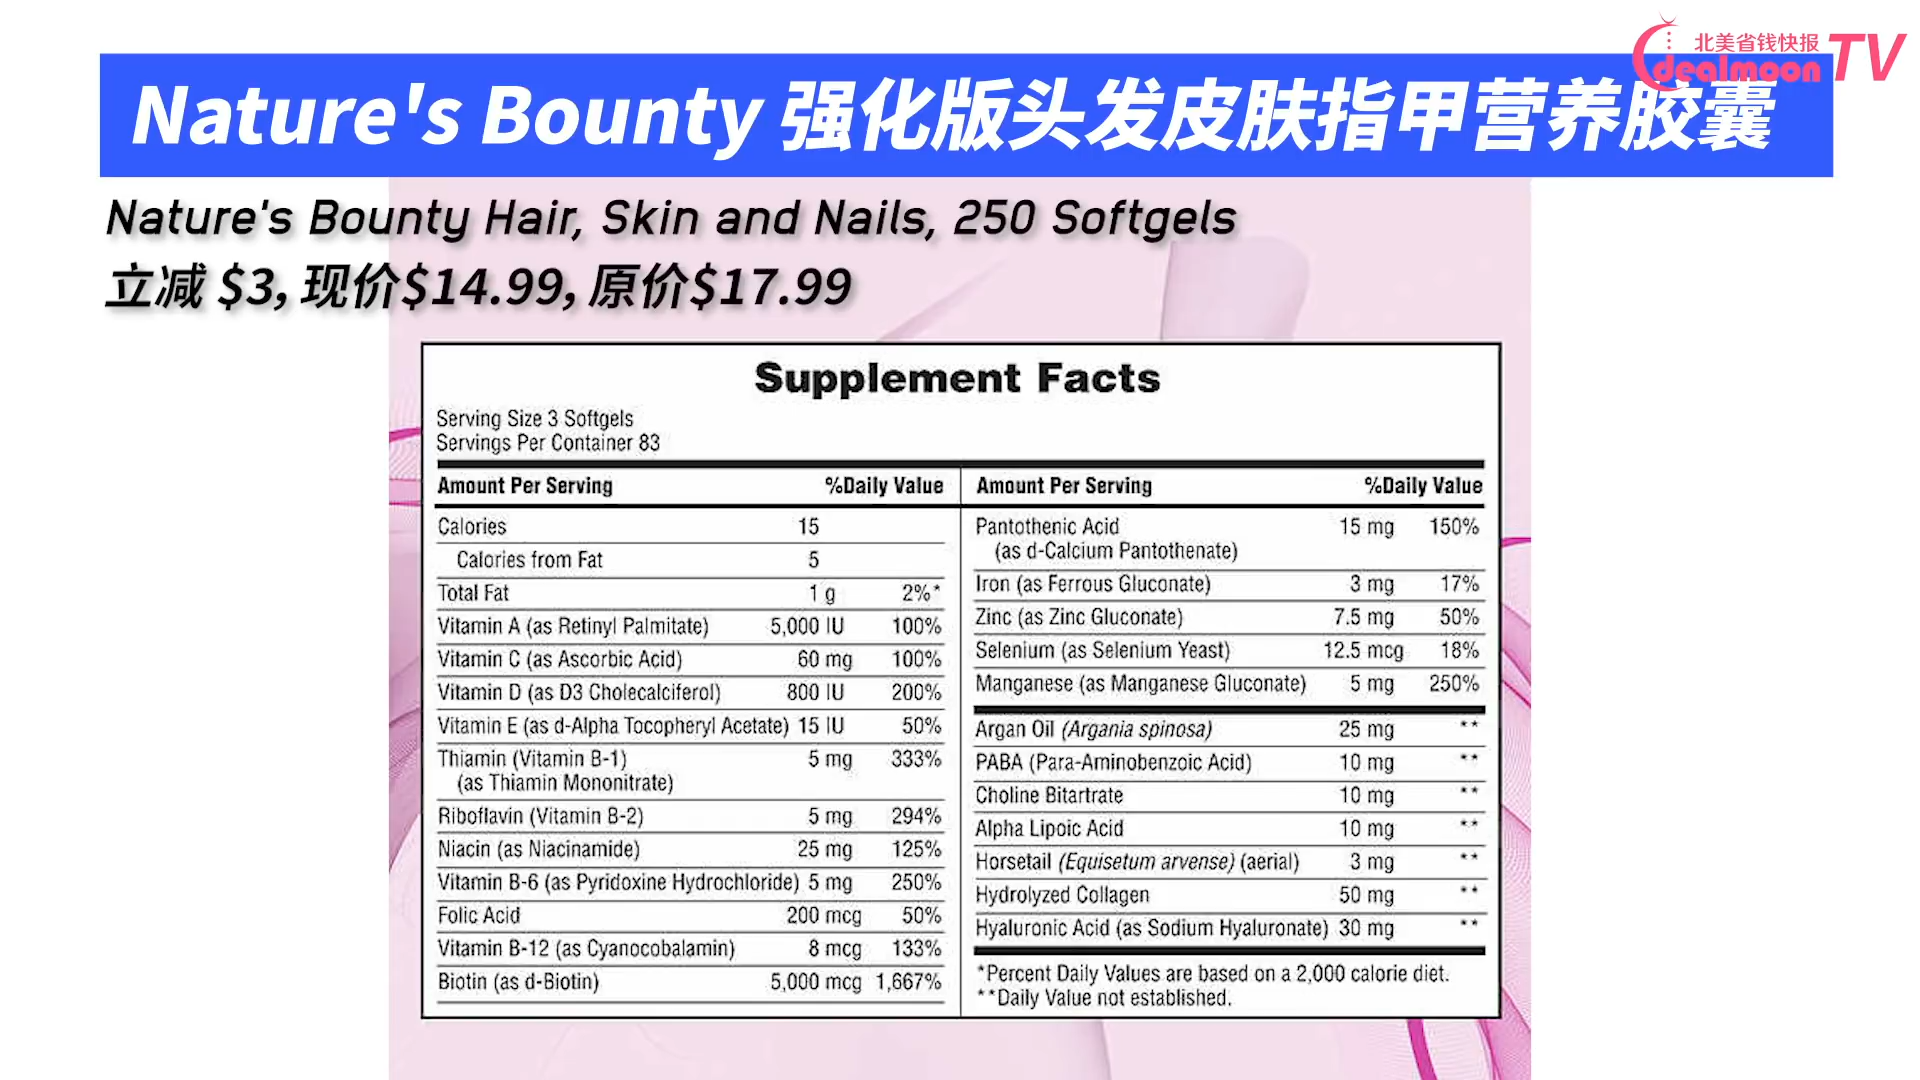 北美省钱快报
dealmoon TV
Nature's Bounty 强化版头发皮肤指甲营养胶囊
Nature's Bounty Hair, Skin and Nails, 250 Softgels
立减 $3, 现价$14.99, 原价$17.99
Supplement Facts
Serving Size 3 Softgels
Servings Per Container 83
Amount Per Serving %Daily Value
Calories 15
Calories from Fat 5
Total Fat 1 g 2%*
Vitamin A (as Retinyl Palmitate) 5,000 IU 100%
Vitamin C (as Ascorbic Acid) 60 mg 100%
Vitamin D (as D3 Cholecalciferol) 800 IU 200%
Vitamin E (as d-Alpha Tocopheryl Acetate) 15 IU 50%
Thiamin (Vitamin B-1) 5 mg 333%
(as Thiamin Mononitrate)
Riboflavin (Vitamin B-2) 5 mg 294%
Niacin (as Niacinamide) 25 mg 125%
Vitamin B-6 (as Pyridoxine Hydrochloride) 5 mg 250%
Folic Acid 200 mcg 50%
Vitamin B-12 (as Cyanocobalamin) 8 mcg 133%
Biotin (as d-Biotin) 5,000 mcg 1,667%
Amount Per Serving %Daily Value
Pantothenic Acid 15 mg 150%
(as d-Calcium Pantothenate)
Iron (as Ferrous Gluconate) 3 mg 17%
Zinc (as Zinc Gluconate) 7.5 mg 50%
Selenium (as Selenium Yeast) 12.5 mcg 18%
Manganese (as Manganese Gluconate) 5 mg 250%
Argan Oil (Argania spinosa) 25 mg **
PABA (Para-Aminobenzoic Acid) 10 mg **
Choline Bitartrate 10 mg **
Alpha Lipoic Acid 10 mg **
Horsetail (Equisetum arvense) (aerial) 3 mg **
Hydrolyzed Collagen 50 mg **
Hyaluronic Acid (as Sodium Hyaluronate) 30 mg **
*Percent Daily Values are based on a 2,000 calorie diet.
**Daily Value not established.